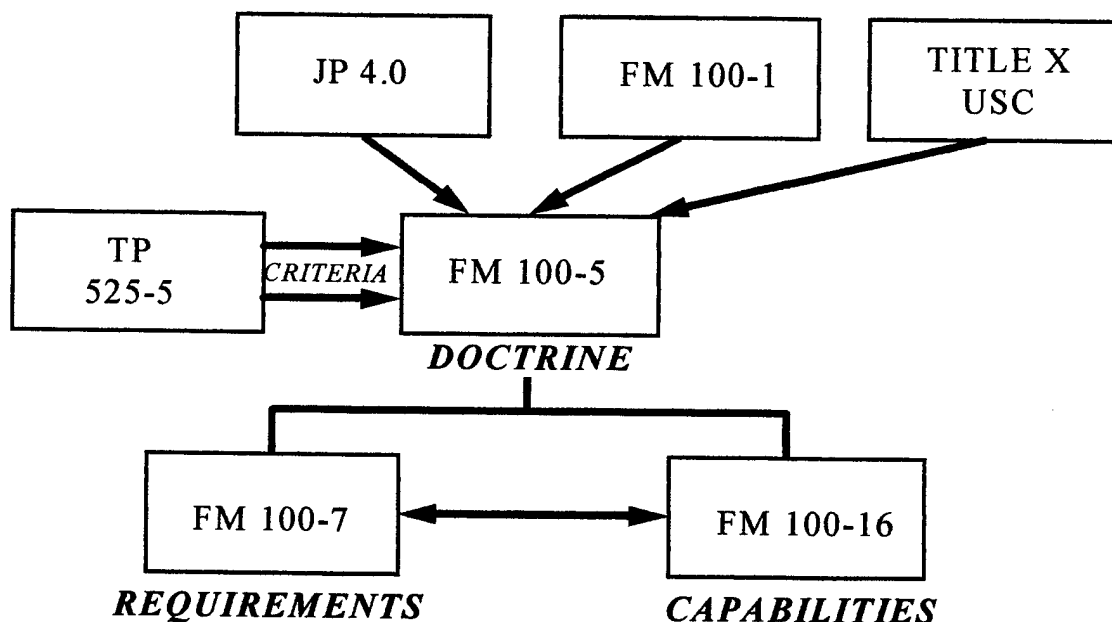 JP 4.0
FM 100-1
TITLE X
USC
TP
525-5
CRITERIA
FM 100-5
DOCTRINE
FM 100-7
FM 100-16
REQUIREMENTS
CAPABILITIES